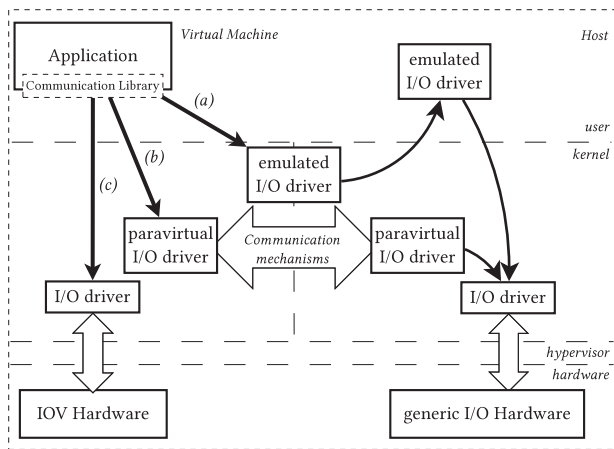 Application
Communication Library
Virtual Machine
Host
emulated
I/O driver
(a)
(b)
(c)
user
kernel
emulated
I/O driver
paravirtual
I/O driver
Communication
mechanisms
paravirtual
I/O driver
I/O driver
I/O driver
hypervisor
hardware
IOV Hardware
generic I/O Hardware